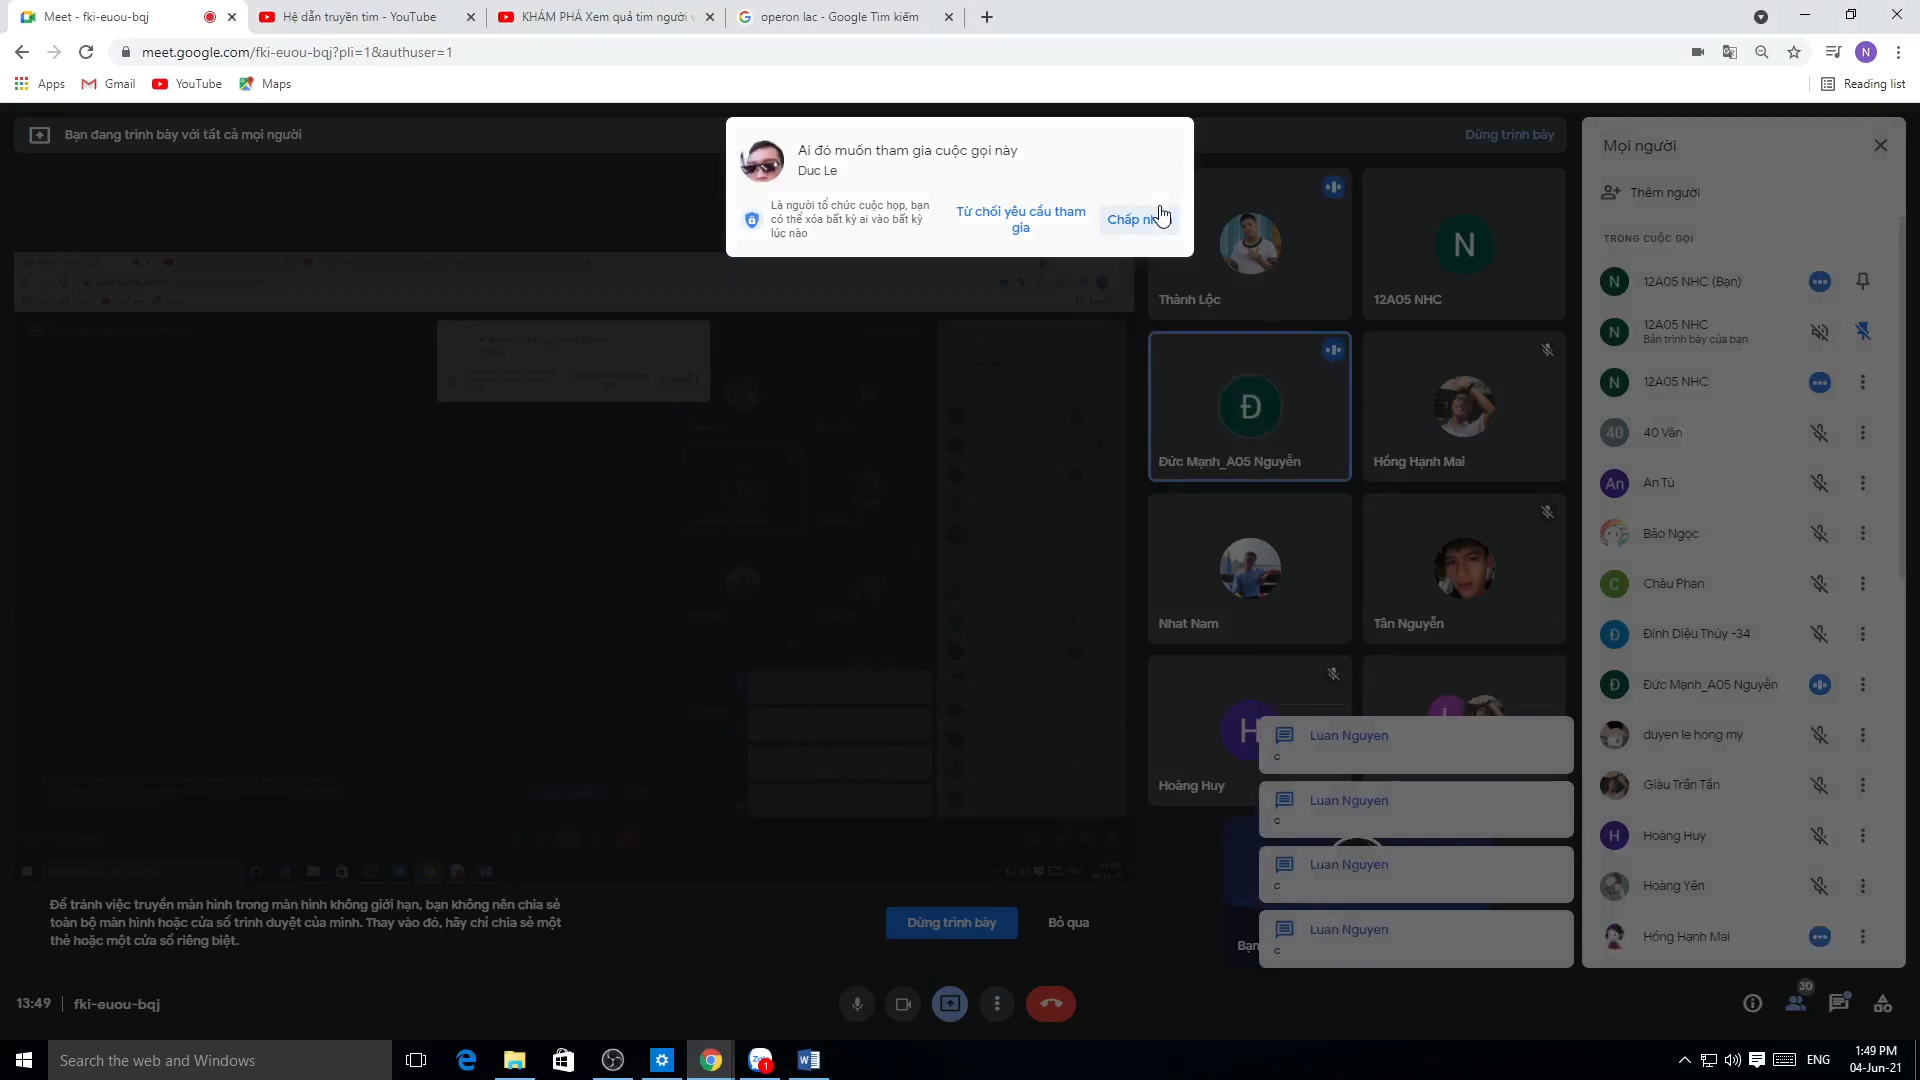 Meet - fki-euou-bqj
Hệ dẫn truyền tim - YouTube
KHÁM PHÁ Xem quả tim người v
operon lac - Google Tìm kiếm
meet.google.com/fki-euou-bqj?pli=1&authuser=1
N
Apps
Gmail
YouTube
Maps
Reading list
Bạn đang trình bày với tất cả mọi người
Dừng trình bày
Ai đó muốn tham gia cuộc gọi này
Duc Le
Là người tổ chức cuộc họp, bạn
có thể xóa bất kỳ ai vào bất kỳ
lúc nào
Từ chối yêu cầu tham
gia
Chấp
Thành Lộc
N
12A05 NHC
Đ
Đức Mạnh_A05 Nguyễn
Hồng Hạnh Mai
Nhat Nam
Tân Nguyễn
H
Hoàng Huy
Bạn
Luan Nguyen
c
Luan Nguyen
c
Luan Nguyen
c
Luan Nguyen
c
Mọi người
Thêm người
TRONG CUỘC GỌI
N
12A05 NHC (Bạn)
N
12A05 NHC
Bản trình bày của bạn
N
12A05 NHC
40
40 Vân
An
An Tú
Bảo Ngọc
C
Châu Phan
Đ
Đinh Diệu Thúy -34
Đ
Đức Mạnh_A05 Nguyễn
duyen le hong my
Giàu Trần Tấn
H
Hoàng Huy
Hoàng Yến
Hồng Hạnh Mai
Để tránh việc truyền màn hình trong màn hình không giới hạn, bạn không nên chia sẻ
toàn bộ màn hình hoặc cửa sổ trình duyệt của mình. Thay vào đó, hãy chỉ chia sẻ một
thẻ hoặc một cửa sổ riêng biệt.
Dừng trình bày
Bỏ qua
13:49
fki-euou-bqj
30
Search the web and Windows
1
ENG
1:49 PM
04-Jun-21